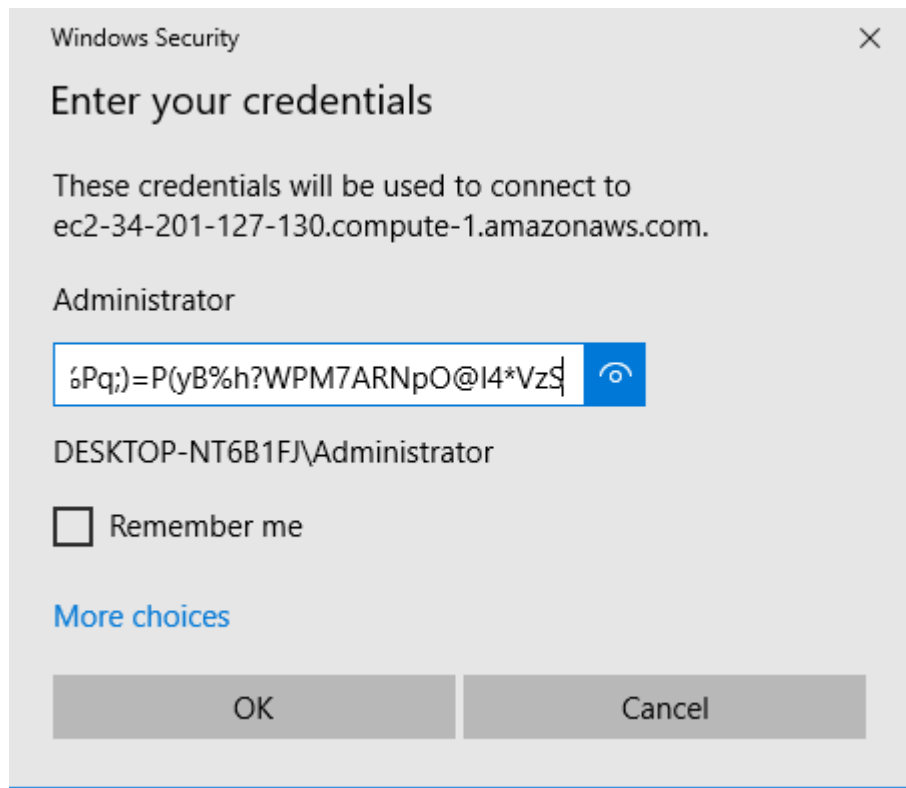 Windows Security
Enter your credentials
These credentials will be used to connect to
ec2-34-201-127-130.compute-1.amazonaws.com.
Administrator
Pq;)=P(yB%h?WPM7ARNpO@I4*VzS
DESKTOP-NT6B1FJ\Administrator
Remember me
More choices
OK
Cancel